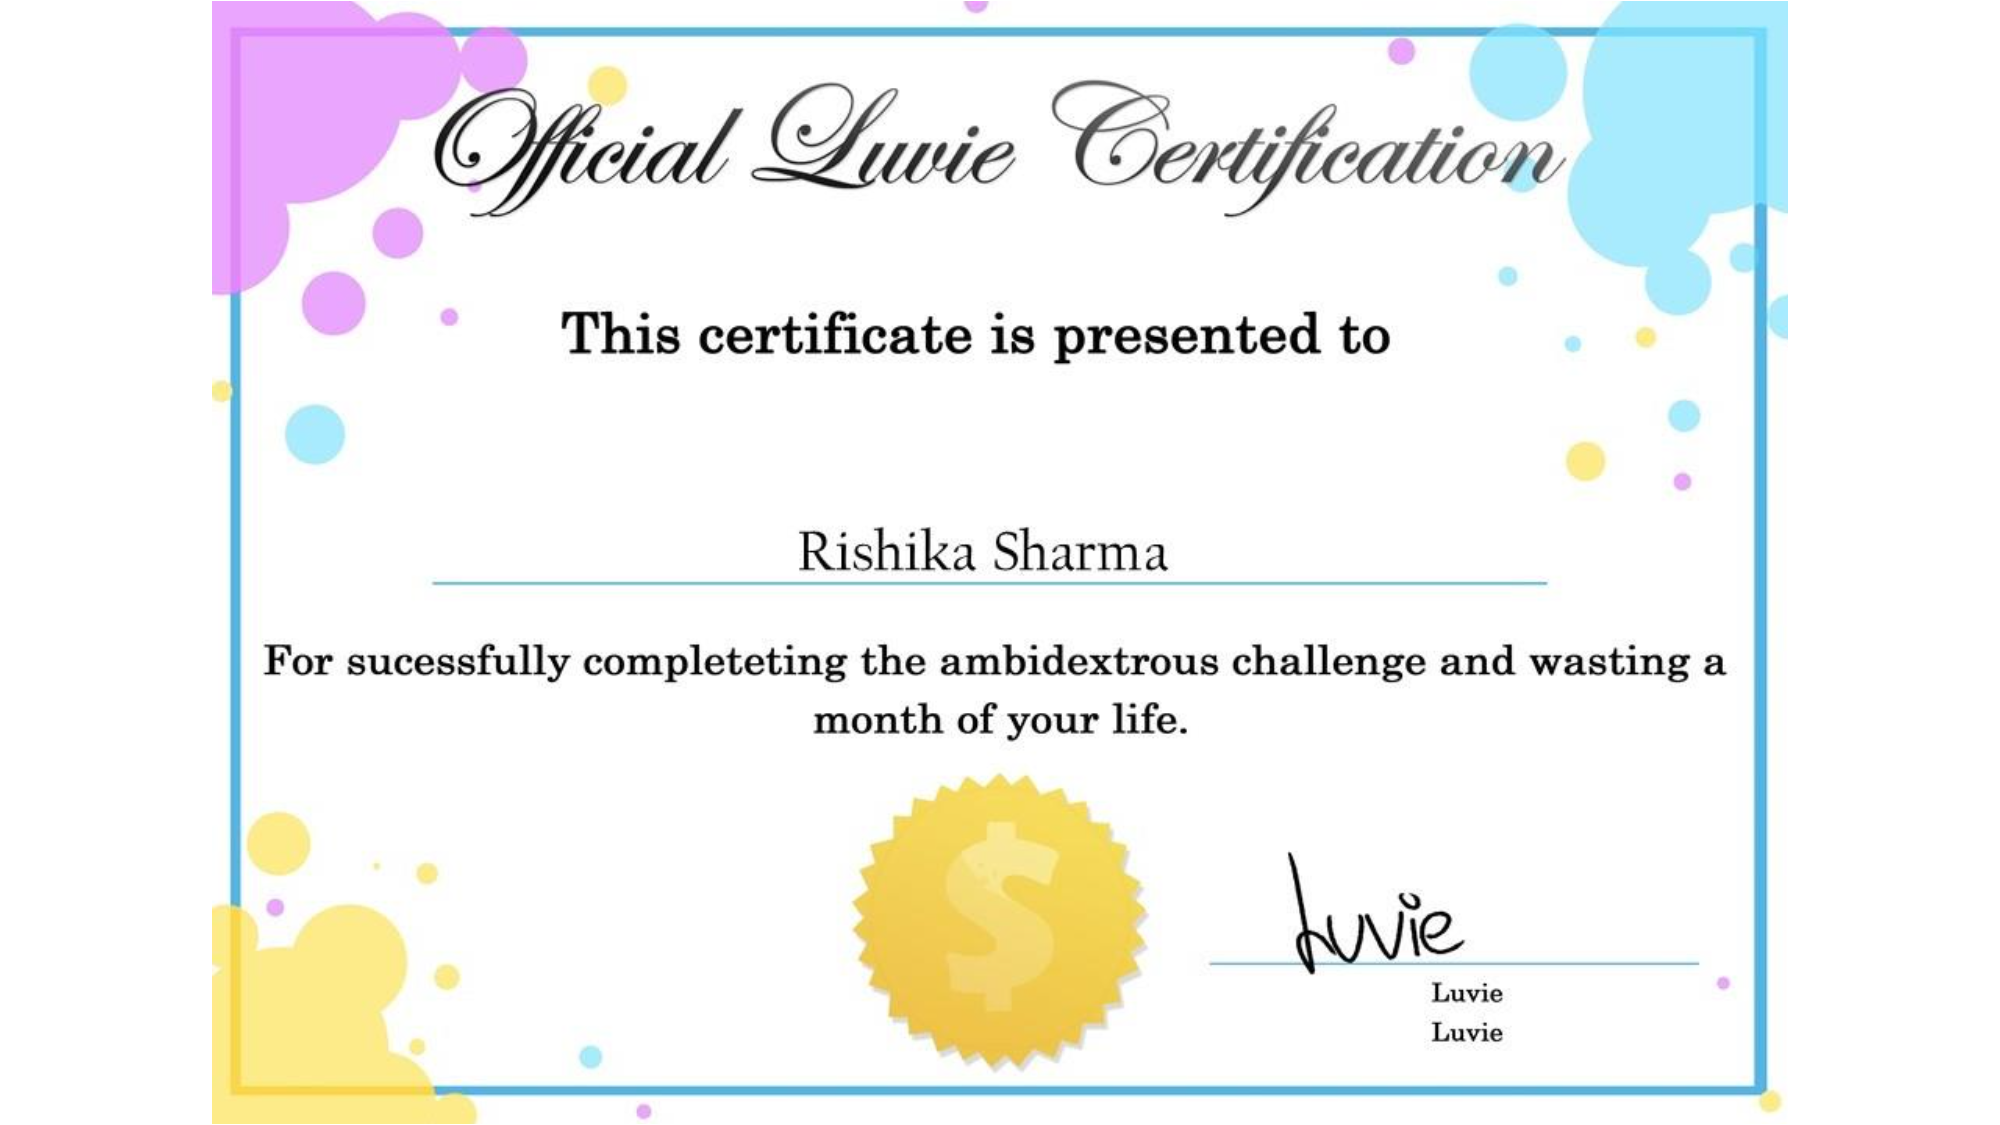 Official Luvie Certification
This certificate is presented to
Rishika Sharma
For sucessfully completeting the ambidextrous challenge and wasting a
month of your life.
$
Luvie
Luvie
Luvie